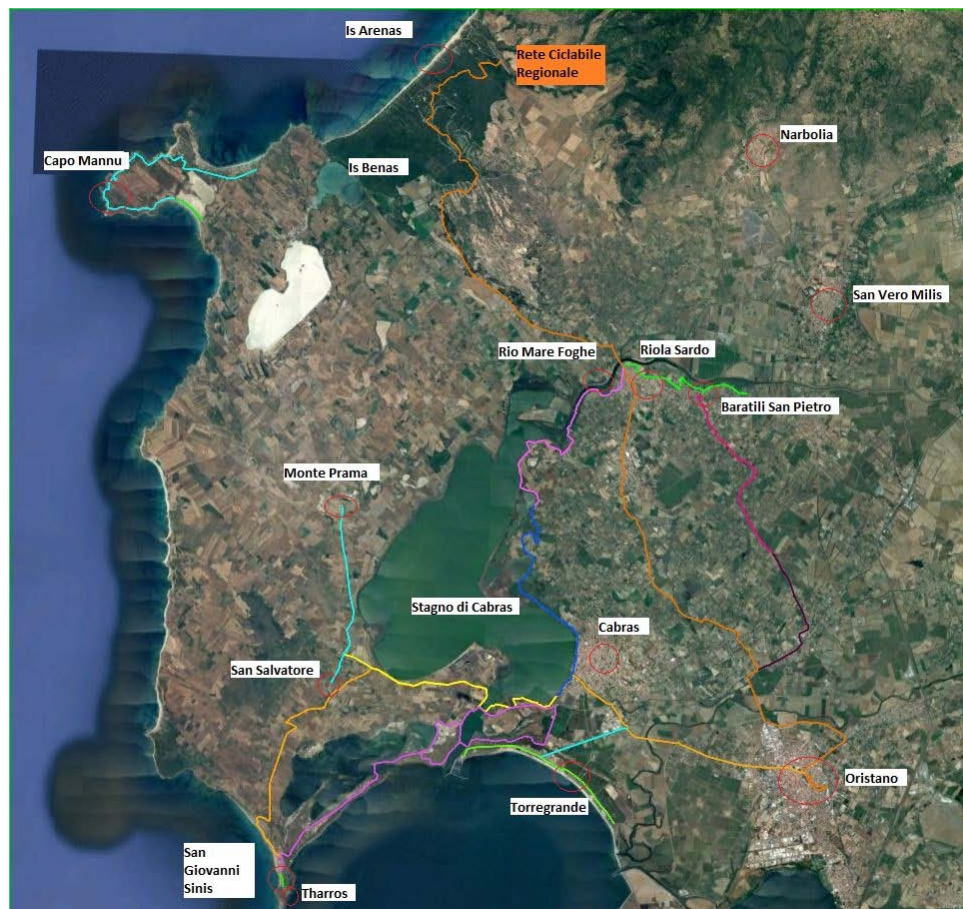 Is Arenas
Rete Ciclabile
Regionale
Narbolia
Capo Mannu
Is Benas
San Vero Milis
Rio Mare Foghe
Riola Sardo
Baratili San Pietro
Monte Prama
Stagno di Cabras
Cabras
San Salvatore
Oristano
Torregrande
San
Giovanni
Sinis
Tharros